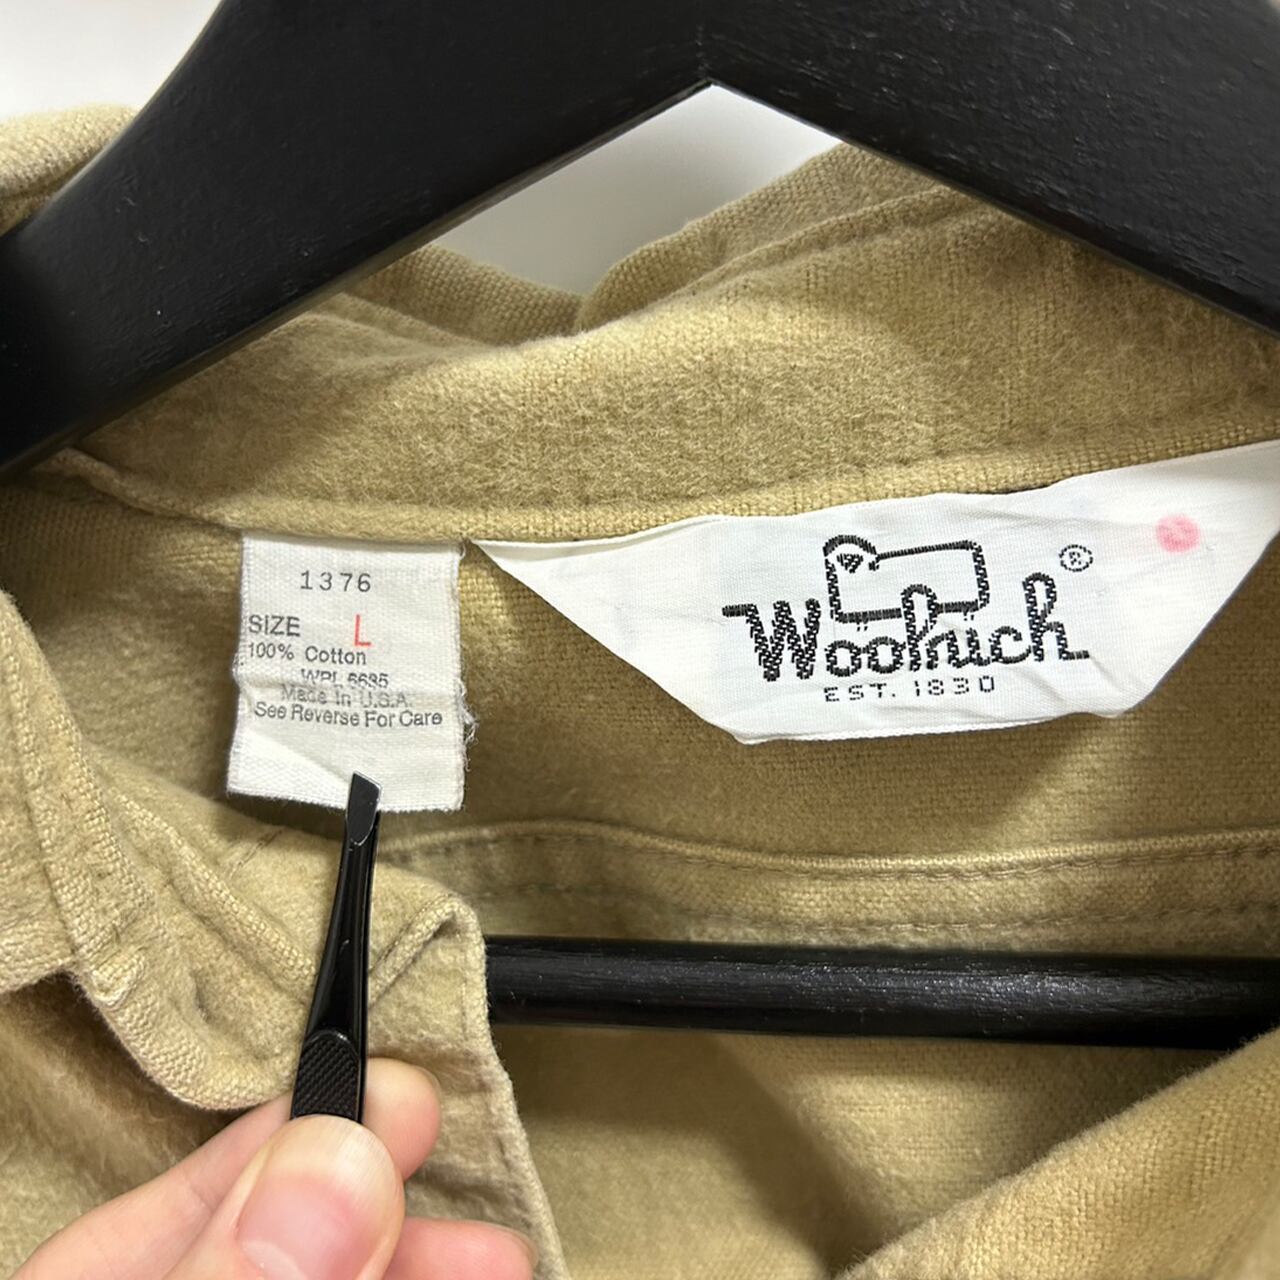 1376
SIZE L
100% Cotton
WPL 6635
Made In U.S.A.
See Reverse For Care
Woolrich ®
EST. 1830